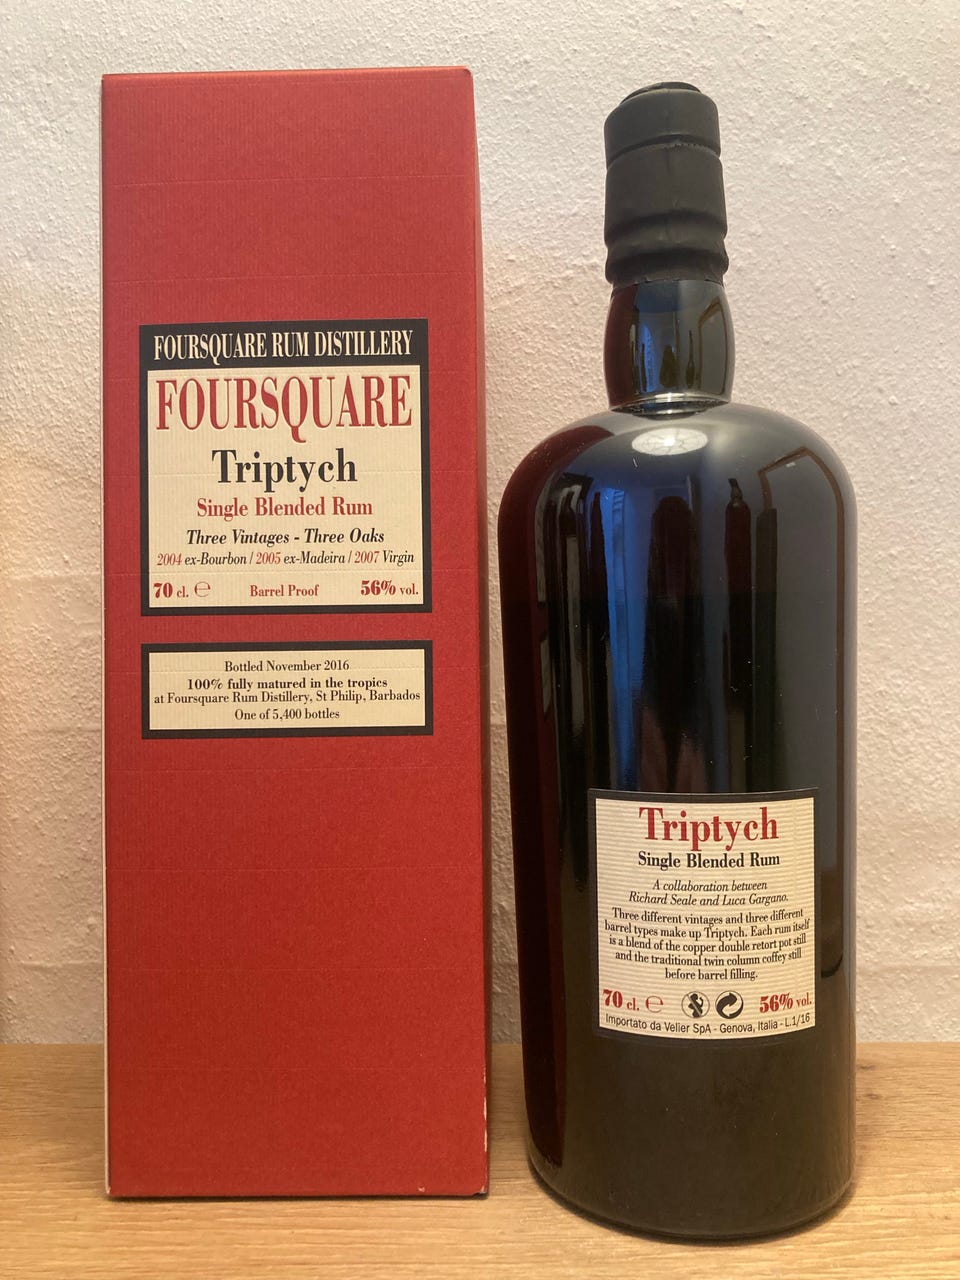 FOURSQUARE RUM DISTILLERY
FOURSQUARE
Triptych
Single Blended Rum
Three Vintages - Three Oaks
2004 ex-Bourbon / 2005 ex-Madeira / 2007 Virgin
70 cl. ℮ Barrel Proof 56% vol.
Bottled November 2016
100% fully matured in the tropics
at Foursquare Rum Distillery, St Philip, Barbados
One of 5,400 bottles
Triptych
Single Blended Rum
A collaboration between
Richard Seale and Luca Gargano.
Three different vintages and three different
barrel types make up Triptych. Each rum itself
is a blend of the copper double retort pot still
and the traditional twin column coffey still
before barrel filling.
70 cl. ℮ 56% vol.
Importato da Velier SpA - Genova, Italia - L.1/16